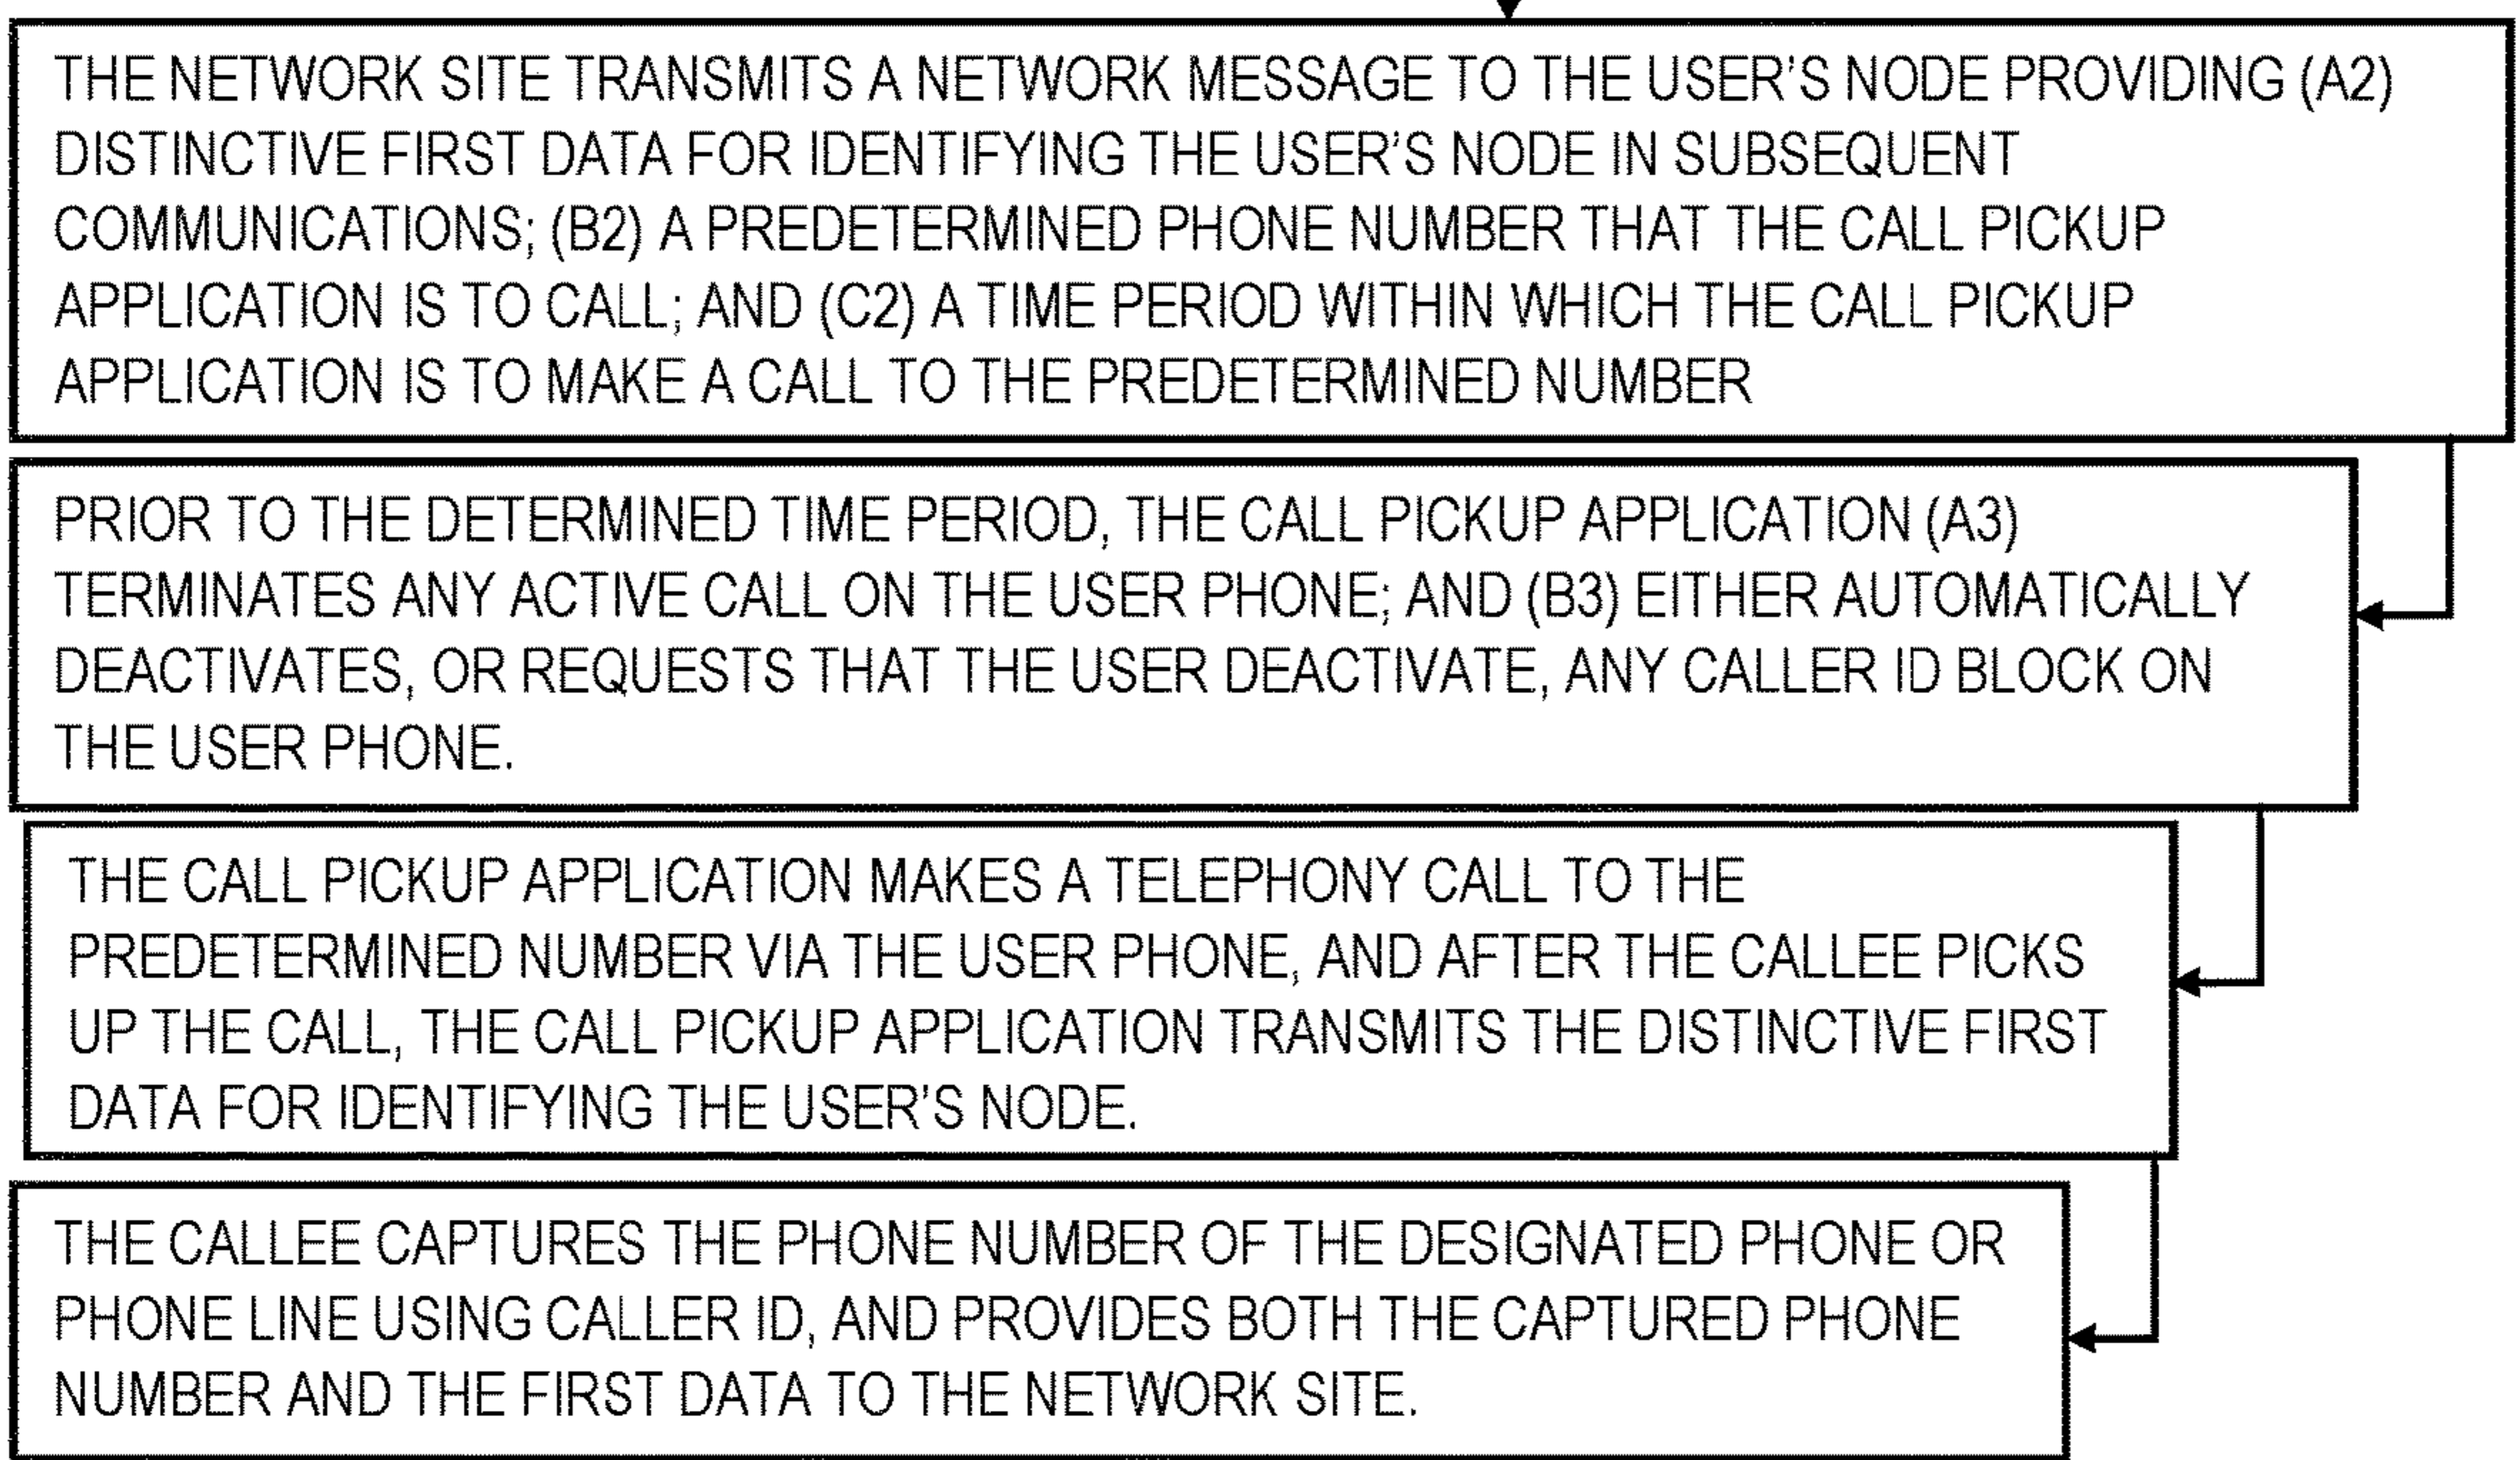 THE NETWORK SITE TRANSMITS A NETWORK MESSAGE TO THE USER'S NODE PROVIDING (A2)
DISTINCTIVE FIRST DATA FOR IDENTIFYING THE USER'S NODE IN SUBSEQUENT
COMMUNICATIONS; (B2) A PREDETERMINED PHONE NUMBER THAT THE CALL PICKUP
APPLICATION IS TO CALL; AND (C2) A TIME PERIOD WITHIN WHICH THE CALL PICKUP
APPLICATION IS TO MAKE A CALL TO THE PREDETERMINED NUMBER
PRIOR TO THE DETERMINED TIME PERIOD, THE CALL PICKUP APPLICATION (A3)
TERMINATES ANY ACTIVE CALL ON THE USER PHONE; AND (B3) EITHER AUTOMATICALLY
DEACTIVATES, OR REQUESTS THAT THE USER DEACTIVATE, ANY CALLER ID BLOCK ON
THE USER PHONE.
THE CALL PICKUP APPLICATION MAKES A TELEPHONY CALL TO THE
PREDETERMINED NUMBER VIA THE USER PHONE, AND AFTER THE CALLEE PICKS
UP THE CALL, THE CALL PICKUP APPLICATION TRANSMITS THE DISTINCTIVE FIRST
DATA FOR IDENTIFYING THE USER'S NODE.
THE CALLEE CAPTURES THE PHONE NUMBER OF THE DESIGNATED PHONE OR
PHONE LINE USING CALLER ID, AND PROVIDES BOTH THE CAPTURED PHONE
NUMBER AND THE FIRST DATA TO THE NETWORK SITE.